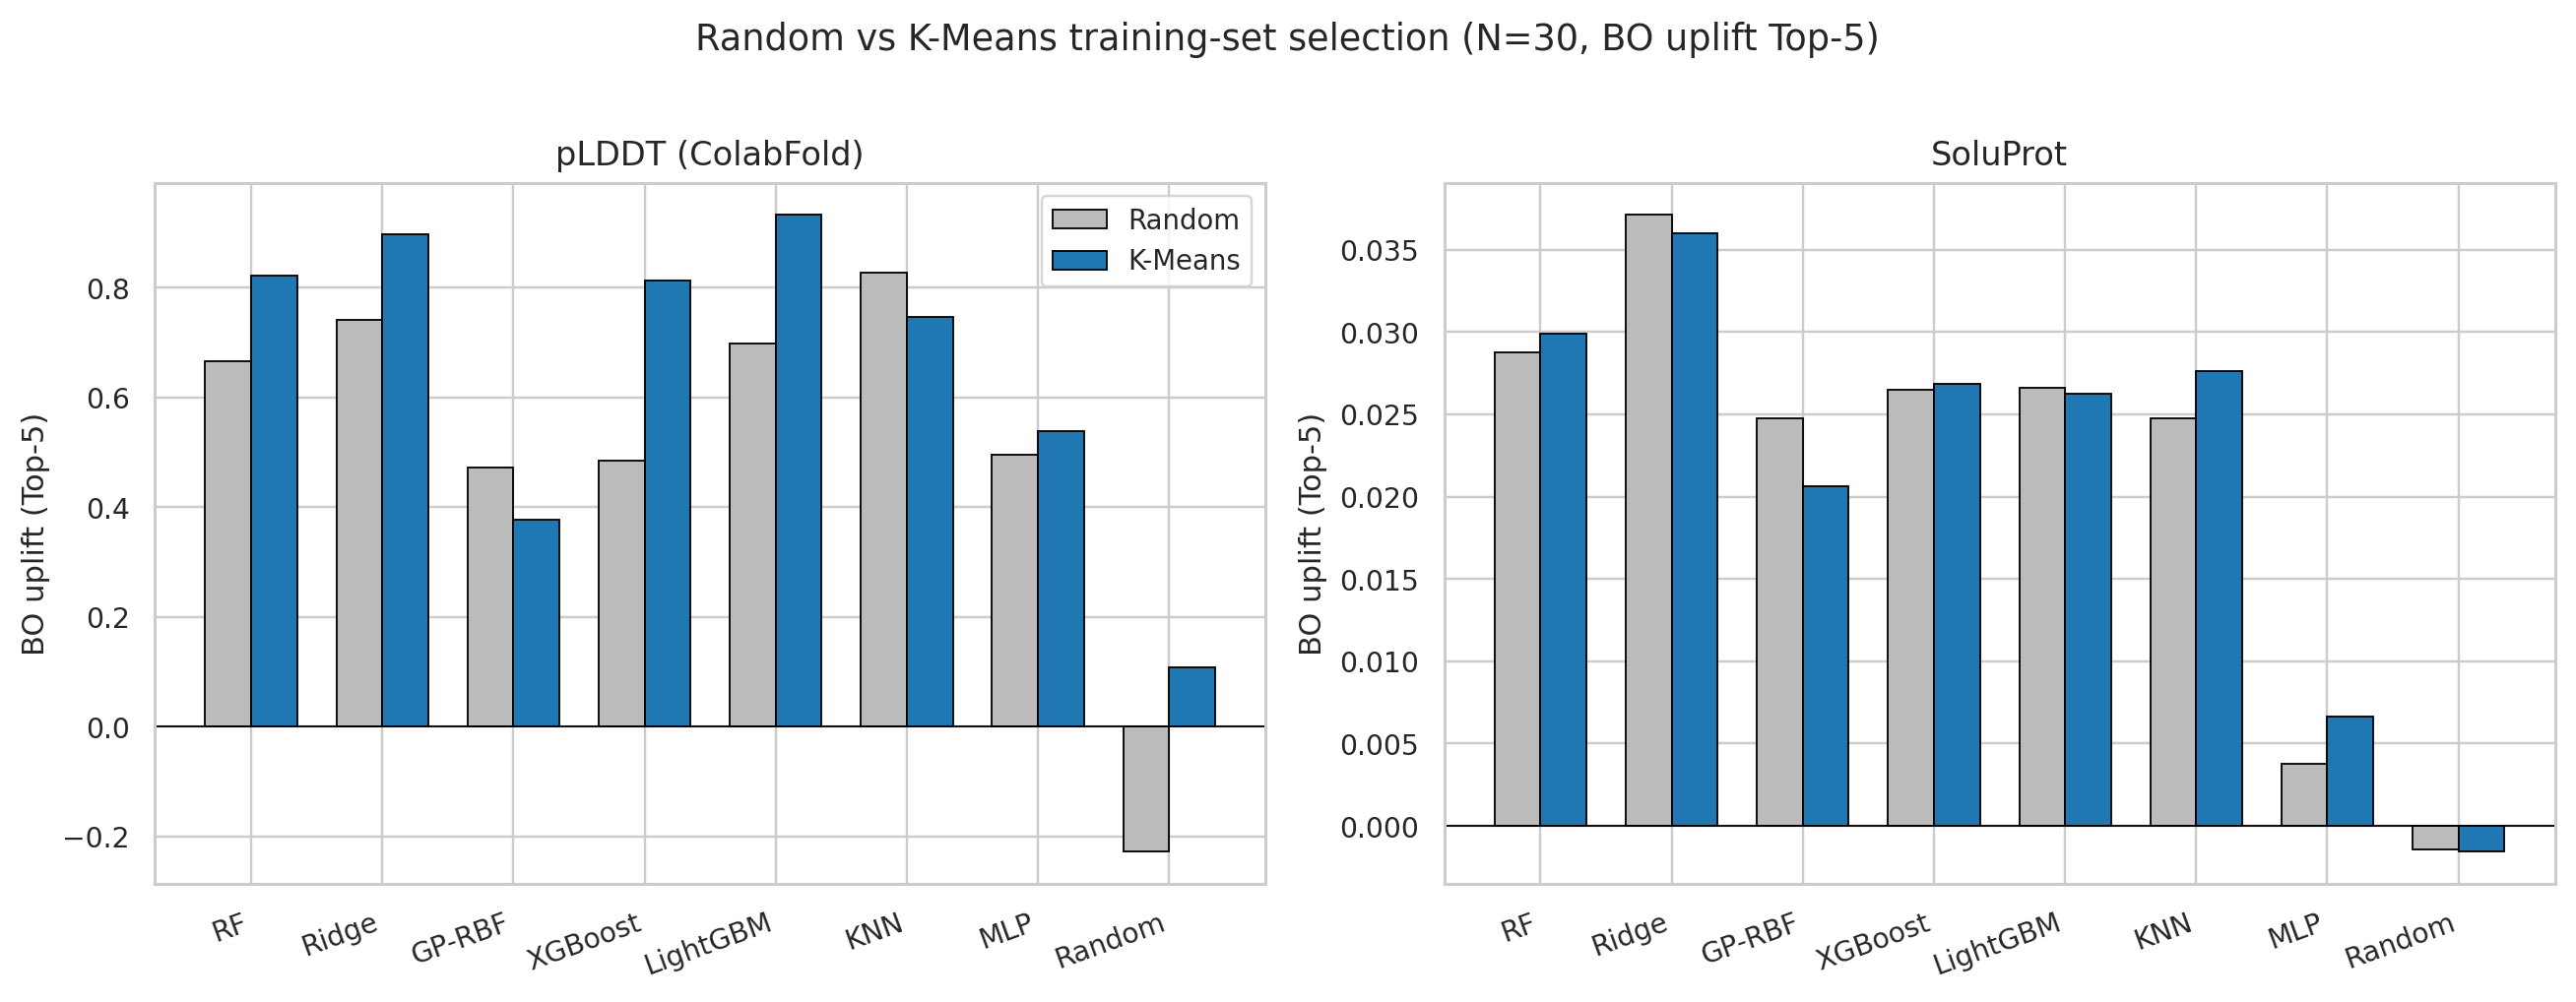 Random vs K-Means training-set selection (N=30, BO uplift Top-5)
pLDDT (ColabFold)
BO uplift (Top-5)
0.8
0.6
0.4
0.2
0.0
−0.2
Random
K-Means
RF
Ridge
GP-RBF
XGBoost
LightGBM
KNN
MLP
Random
SoluProt
BO uplift (Top-5)
0.035
0.030
0.025
0.020
0.015
0.010
0.005
0.000
RF
Ridge
GP-RBF
XGBoost
LightGBM
KNN
MLP
Random